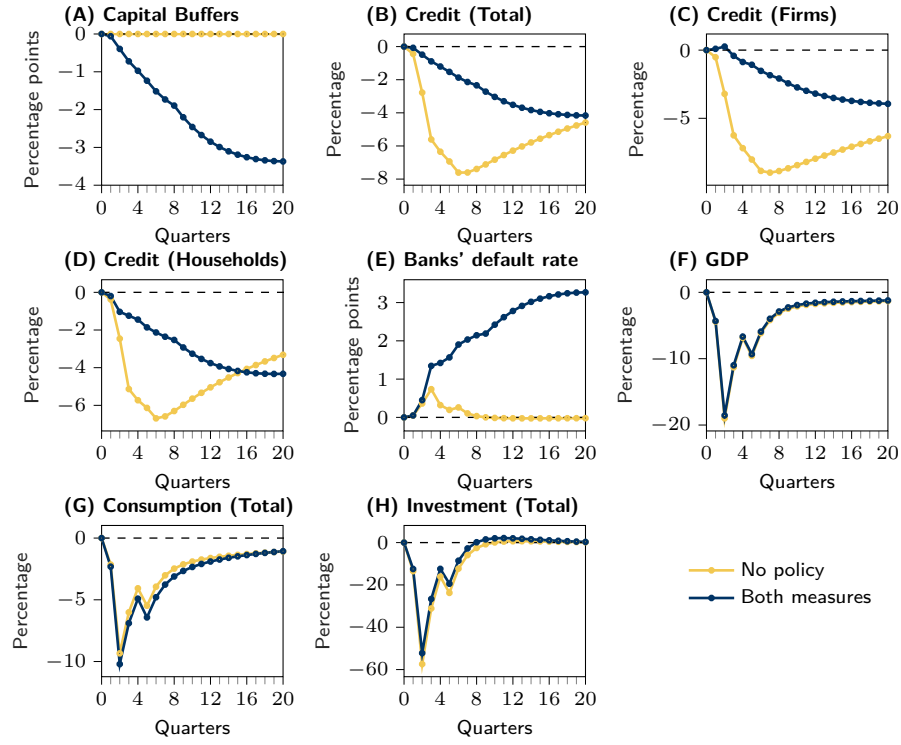 (A) Capital Buffers
(B) Credit (Total)
(C) Credit (Firms)
Percentage points
0
−1
−2
−3
−4
0 4 8 12 16 20
Quarters
Percentage
0
−2
−4
−6
−8
0 4 8 12 16 20
Quarters
Percentage
0
−5
0 4 8 12 16 20
Quarters
(D) Credit (Households)
(E) Banks' default rate
(F) GDP
Percentage
0
−2
−4
−6
0 4 8 12 16 20
Quarters
Percentage points
3
2
1
0
0 4 8 12 16 20
Quarters
Percentage
0
−10
−20
0 4 8 12 16 20
Quarters
(G) Consumption (Total)
(H) Investment (Total)
Percentage
0
−5
−10
0 4 8 12 16 20
Quarters
Percentage
0
−20
−40
−60
0 4 8 12 16 20
Quarters
No policy
Both measures